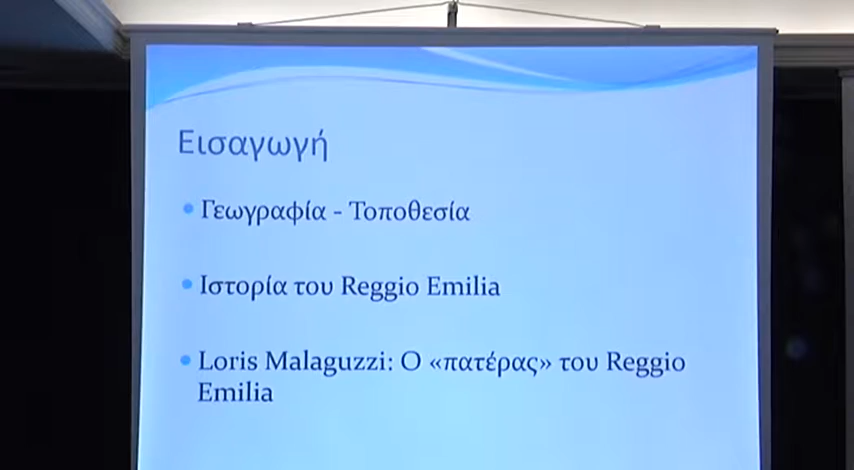 Εισαγωγή
Γεωγραφία - Τοποθεσία
Ιστορία του Reggio Emilia
Loris Malaguzzi: Ο «πατέρας» του Reggio
Emilia